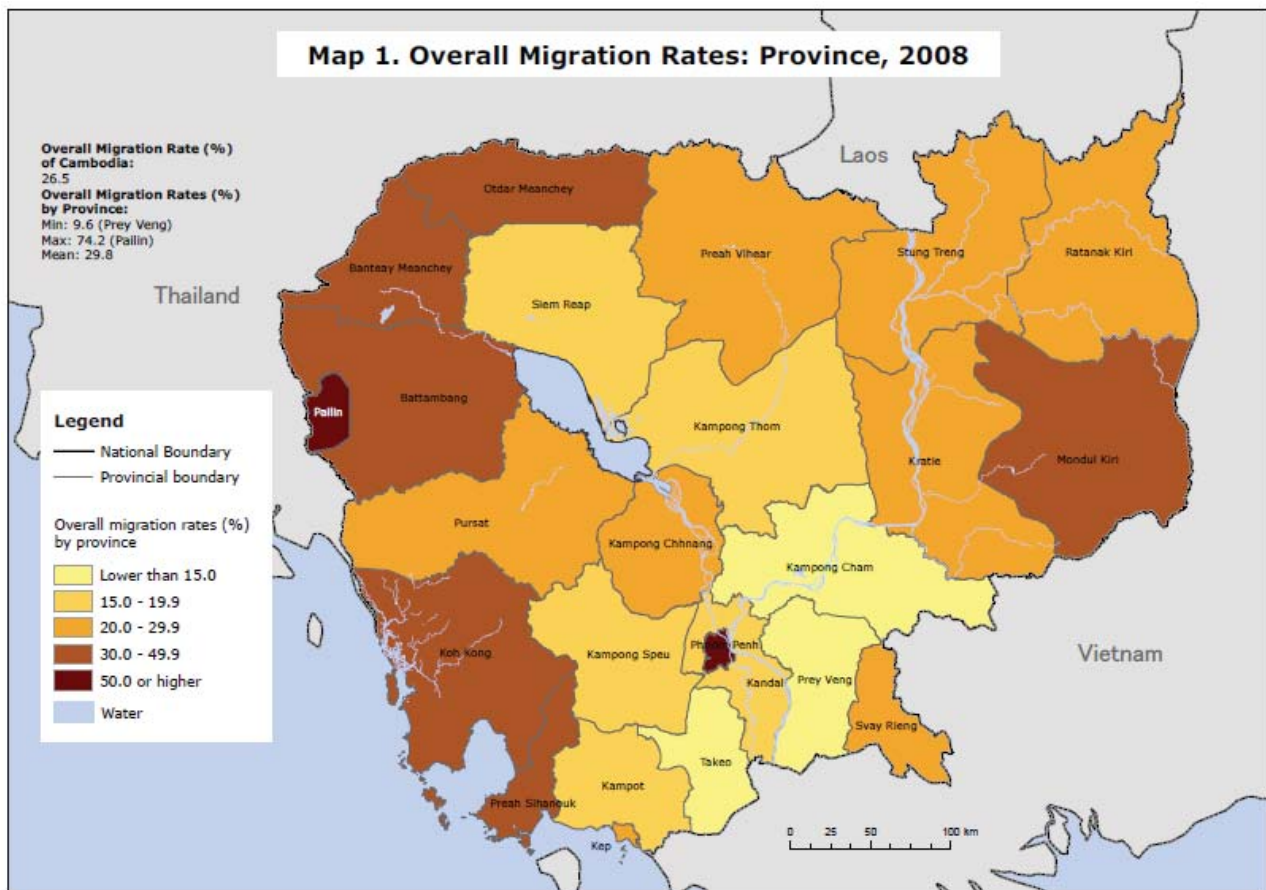 Map 1. Overall Migration Rates: Province, 2008
Overall Migration Rate (%)
of Cambodia:
26.5
Overall Migration Rates (%)
by Province:
Min: 9.6 (Prey Veng)
Max: 74.2 (Pailin)
Mean: 29.8
Laos
Thailand
Vietnam
Otdar Meanchey
Banteay Meanchey
Preah Vihear
Stung Treng
Ratanak Kiri
Siem Reap
Battambang
Pailin
Kampong Thom
Kratie
Mondul Kiri
Pursat
Kampong Chhnang
Kampong Cham
Koh Kong
Kampong Speu
Phnom Penh
Kandal
Prey Veng
Svay Rieng
Takeo
Kampot
Preah Sihanouk
Kep
Legend
National Boundary
Provincial boundary
Overall migration rates (%)
by province
Lower than 15.0
15.0 - 19.9
20.0 - 29.9
30.0 - 49.9
50.0 or higher
Water
0 25 50 100 km